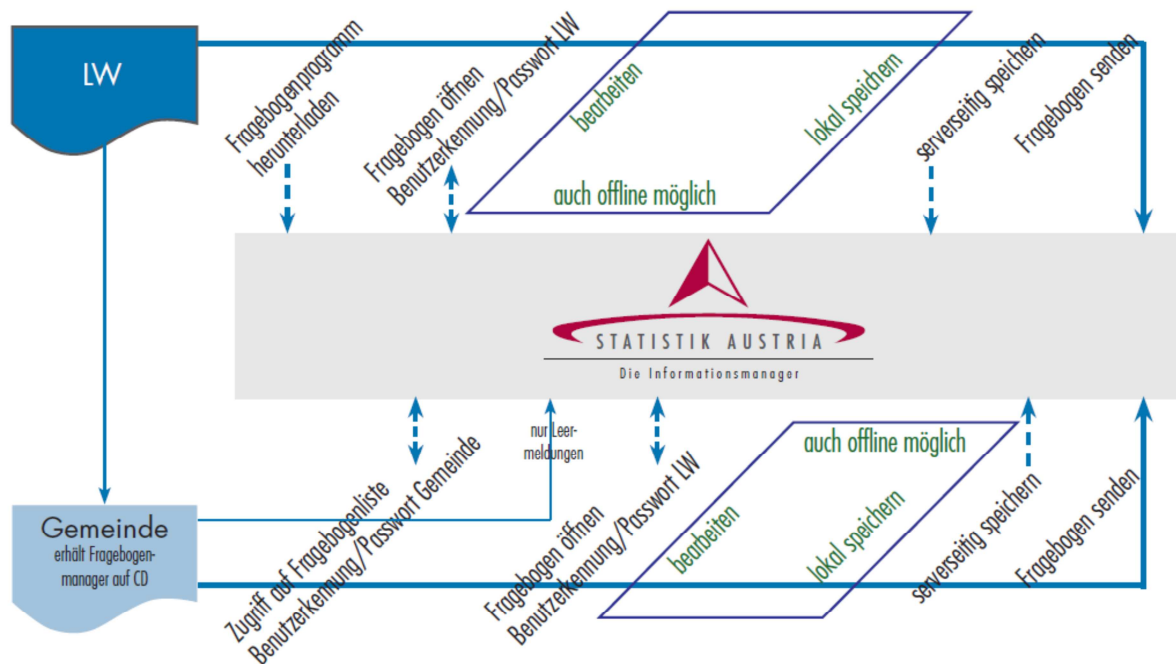 LW
Fragebogenprogramm
herunterladen
Fragebogen öffnen
Benutzerkennung/Passwort LW
bearbeiten
lokal speichern
auch offline möglich
serverseitig speichern
Fragebogen senden
STATISTIK AUSTRIA
Die Informationsmanager
Gemeinde
erhält Fragebogen-
manager auf CD
Zugriff auf Fragebogenliste
Benutzerkennung/Passwort Gemeinde
nur Leer-
meldungen
Fragebogen öffnen
Benutzerkennung/Passwort LW
auch offline möglich
bearbeiten
lokal speichern
serverseitig speichern
Fragebogen senden